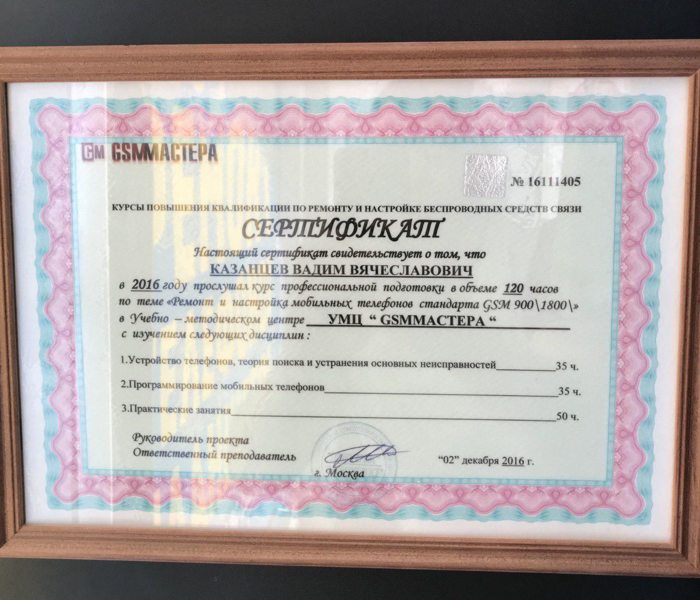 GM GSMМАСТЕРА
№ 16111405
КУРСЫ ПОВЫШЕНИЯ КВАЛИФИКАЦИИ ПО РЕМОНТУ И НАСТРОЙКЕ БЕСПРОВОДНЫХ СРЕДСТВ СВЯЗИ
СЕРТИФИКАТ
Настоящий сертификат свидетельствует о том, что
КАЗАНЦЕВ ВАДИМ ВЯЧЕСЛАВОВИЧ
в 2016 году прослушал курс профессиональной подготовки в объеме 120 часов
по теме «Ремонт и настройка мобильных телефонов стандарта GSM 900\1800\»
в Учебно – методическом центре УМЦ “ GSMМАСТЕРА “
с изучением следующих дисциплин :
1.Устройство телефонов, теория поиска и устранения основных неисправностей 35 ч.
2.Программирование мобильных телефонов 35 ч.
3.Практические занятия 50 ч.
Руководитель проекта
Ответственный преподаватель
"02" декабря 2016 г.
г. Москва